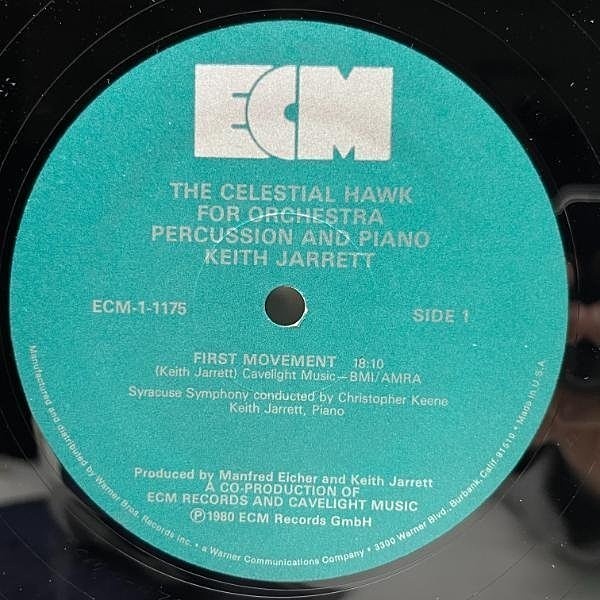 ECM
THE CELESTIAL HAWK
FOR ORCHESTRA
PERCUSSION AND PIANO
KEITH JARRETT
ECM-1-1175
SIDE 1
FIRST MOVEMENT 18:10
(Keith Jarrett) Cavelight Music—BMI/AMRA
Syracuse Symphony conducted by Christopher Keene
Keith Jarrett, Piano
Produced by Manfred Eicher and Keith Jarrett
A CO-PRODUCTION OF
ECM RECORDS AND CAVELIGHT MUSIC
Ⓟ1980 ECM Records GmbH
Manufactured and distributed by Warner Bros. Records Inc. • a Warner Communications Company • 3300 Warner Blvd., Burbank, Calif. 91510 • Made in U.S.A.